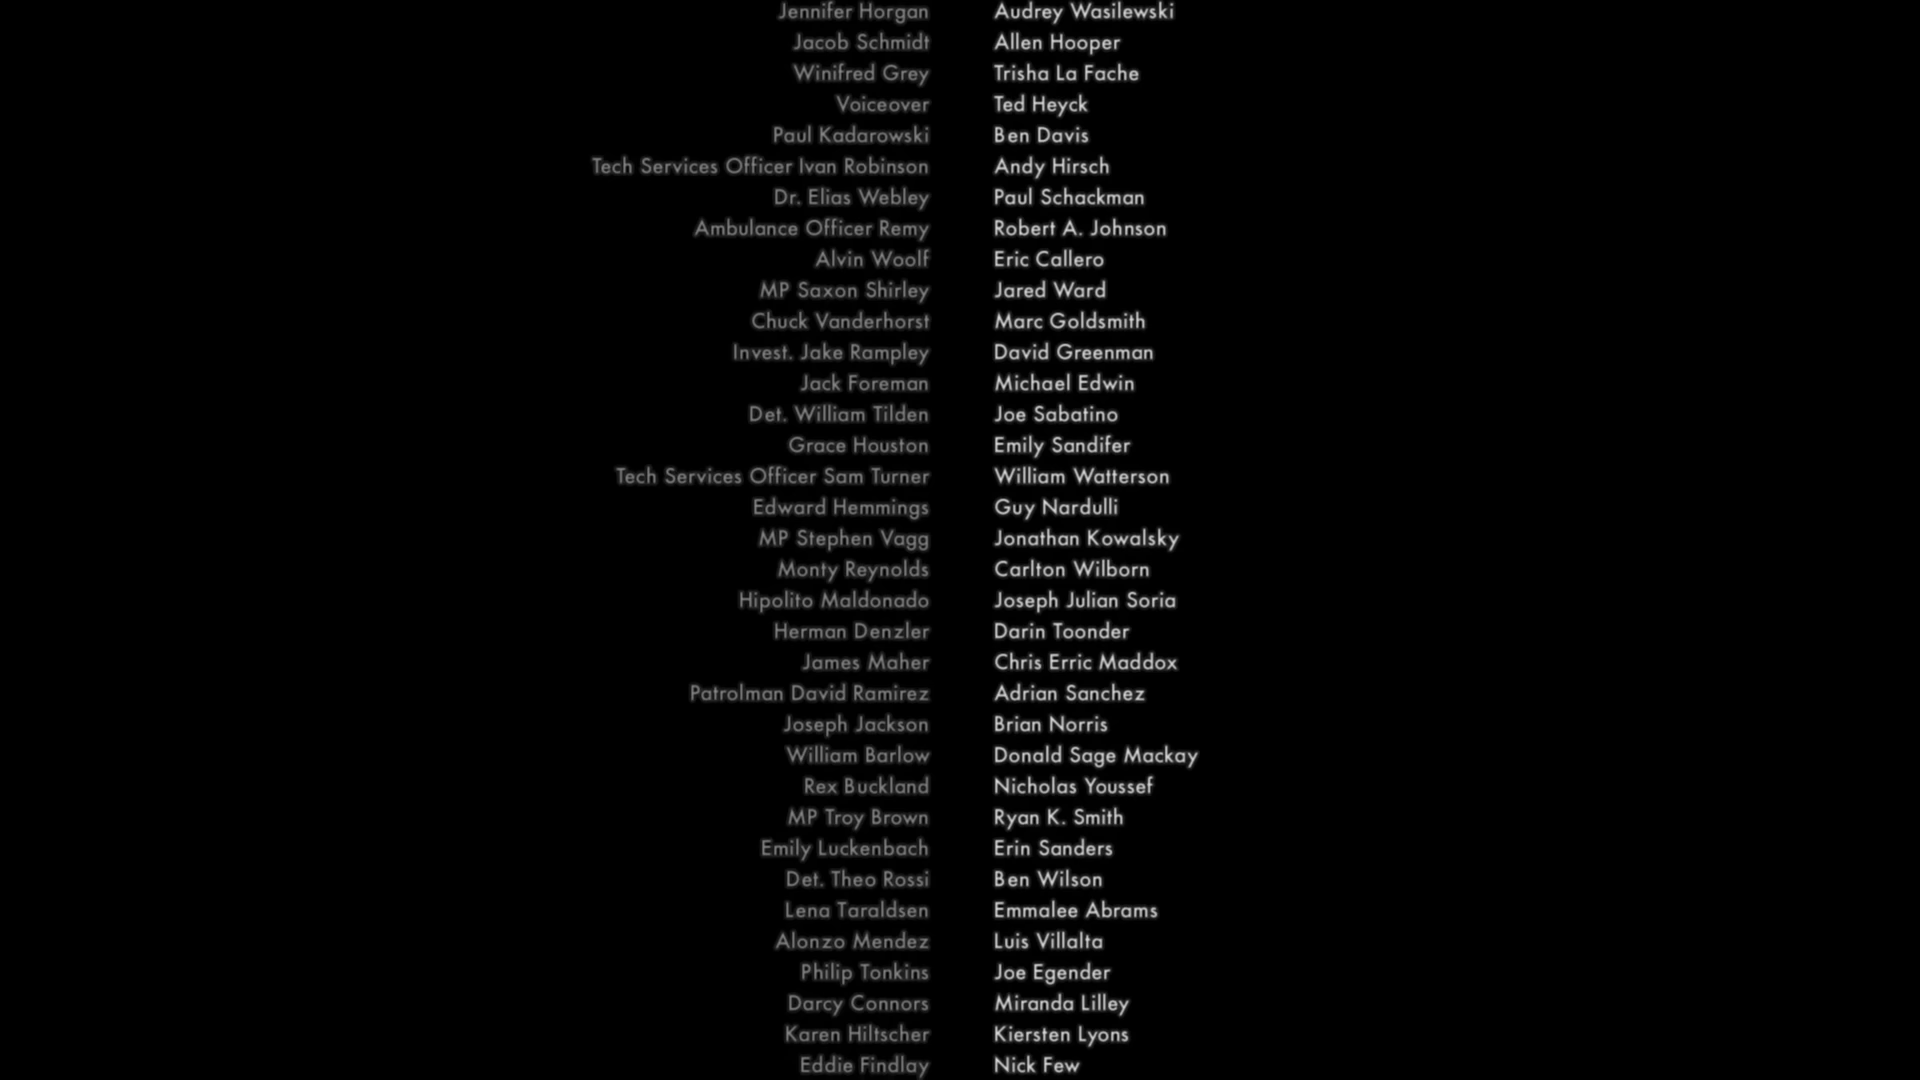 Jennifer Horgan Audrey Wasilewski
Jacob Schmidt Allen Hooper
Winifred Grey Trisha La Fache
Voiceover Ted Heyck
Paul Kadarowski Ben Davis
Tech Services Officer Ivan Robinson Andy Hirsch
Dr. Elias Webley Paul Schackman
Ambulance Officer Remy Robert A. Johnson
Alvin Woolf Eric Callero
MP Saxon Shirley Jared Ward
Chuck Vanderhorst Marc Goldsmith
Invest. Jake Rampley David Greenman
Jack Foreman Michael Edwin
Det. William Tilden Joe Sabatino
Grace Houston Emily Sandifer
Tech Services Officer Sam Turner William Watterson
Edward Hemmings Guy Nardulli
MP Stephen Vagg Jonathan Kowalsky
Monty Reynolds Carlton Wilborn
Hipolito Maldonado Joseph Julian Soria
Herman Denzler Darin Toonder
James Maher Chris Erric Maddox
Patrolman David Ramirez Adrian Sanchez
Joseph Jackson Brian Norris
William Barlow Donald Sage Mackay
Rex Buckland Nicholas Youssef
MP Troy Brown Ryan K. Smith
Emily Luckenbach Erin Sanders
Det. Theo Rossi Ben Wilson
Lena Taraldsen Emmalee Abrams
Alonzo Mendez Luis Villalta
Philip Tonkins Joe Egender
Darcy Connors Miranda Lilley
Karen Hiltscher Kiersten Lyons
Eddie Findlay Nick Few